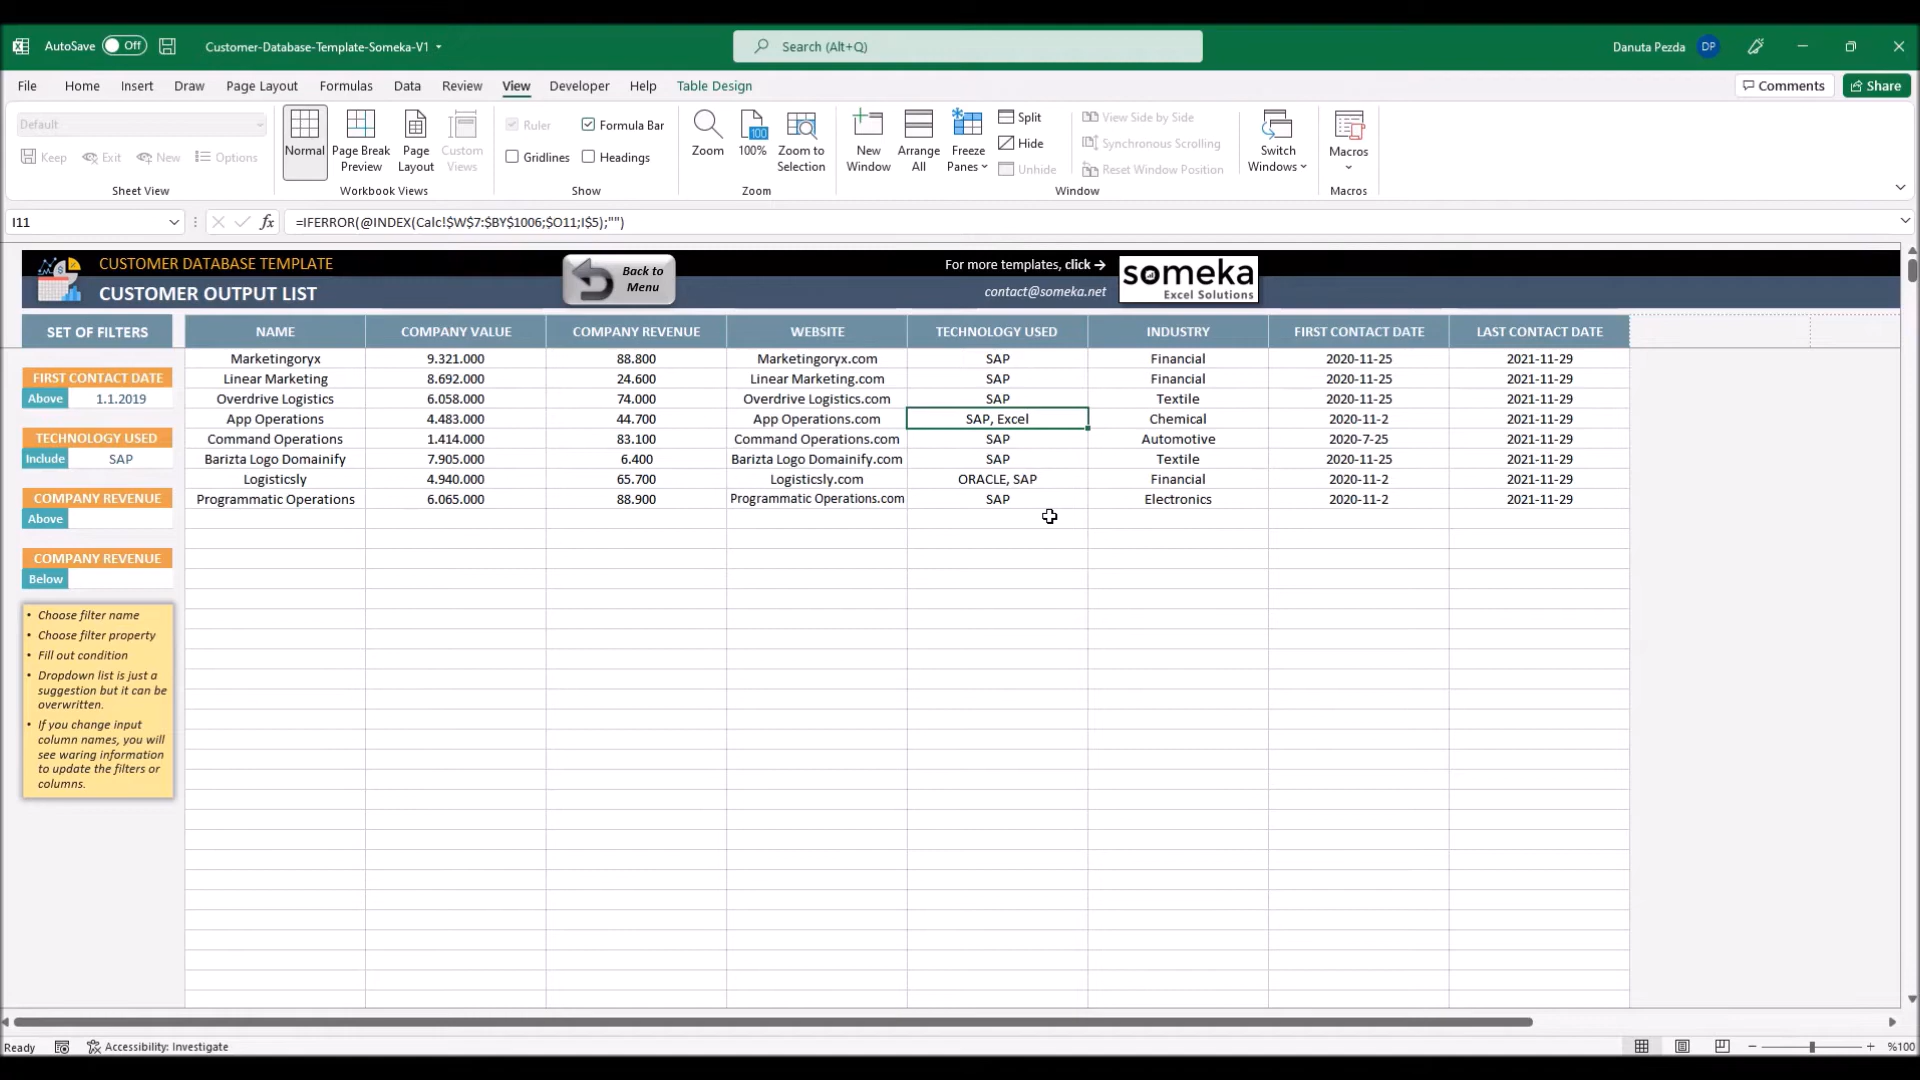 AutoSave Off Customer-Database-Template-Someka-V1 Search (Alt+Q) Danuta Pezda DP
File Home Insert Draw Page Layout Formulas Data Review View Developer Help Table Design Comments Share
Default
Keep Exit New Options
Sheet View
Normal Page Break Preview Page Layout Custom Views
Workbook Views
Ruler Formula Bar
Gridlines Headings
Show
Zoom 100 100% Zoom to Selection
Zoom
New Window Arrange All Freeze Panes
Split
Hide
Unhide
View Side by Side
Synchronous Scrolling
Reset Window Position
Window
Switch Windows
Macros
Macros
I11 fx =IFERROR(@INDEX(Calc!$W$7:$BY$1006;$O11;I$5);"")
CUSTOMER DATABASE TEMPLATE
CUSTOMER OUTPUT LIST
Back to
Menu
For more templates, click →
contact@someka.net
someka
Excel Solutions
SET OF FILTERS NAME COMPANY VALUE COMPANY REVENUE WEBSITE TECHNOLOGY USED INDUSTRY FIRST CONTACT DATE LAST CONTACT DATE
Marketingoryx 9.321.000 88.800 Marketingoryx.com SAP Financial 2020-11-25 2021-11-29
Linear Marketing 8.692.000 24.600 Linear Marketing.com SAP Financial 2020-11-25 2021-11-29
Overdrive Logistics 6.058.000 74.000 Overdrive Logistics.com SAP Textile 2020-11-25 2021-11-29
App Operations 4.483.000 44.700 App Operations.com SAP, Excel Chemical 2020-11-2 2021-11-29
Command Operations 1.414.000 83.100 Command Operations.com SAP Automotive 2020-7-25 2021-11-29
Barizta Logo Domainify 7.905.000 6.400 Barizta Logo Domainify.com SAP Textile 2020-11-25 2021-11-29
Logisticsly 4.940.000 65.700 Logisticsly.com ORACLE, SAP Financial 2020-11-2 2021-11-29
Programmatic Operations 6.065.000 88.900 Programmatic Operations.com SAP Electronics 2020-11-2 2021-11-29
FIRST CONTACT DATE
Above 1.1.2019
TECHNOLOGY USED
Include SAP
COMPANY REVENUE
Above
COMPANY REVENUE
Below
• Choose filter name
• Choose filter property
• Fill out condition
• Dropdown list is just a
suggestion but it can be
overwritten.
• If you change input
column names, you will
see waring information
to update the filters or
columns.
Ready Accessibility: Investigate %100